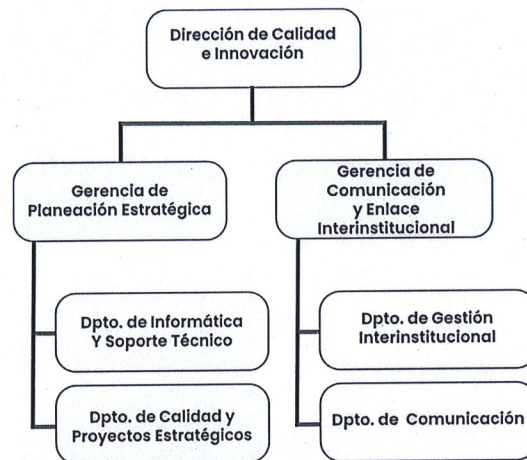 Dirección de Calidad
e Innovación
Gerencia de
Planeación Estratégica
Gerencia de
Comunicación
y Enlace
Interinstitucional
Dpto. de Informática
Y Soporte Técnico
Dpto. de Calidad y
Proyectos Estratégicos
Dpto. de Gestión
Interinstitucional
Dpto. de Comunicación